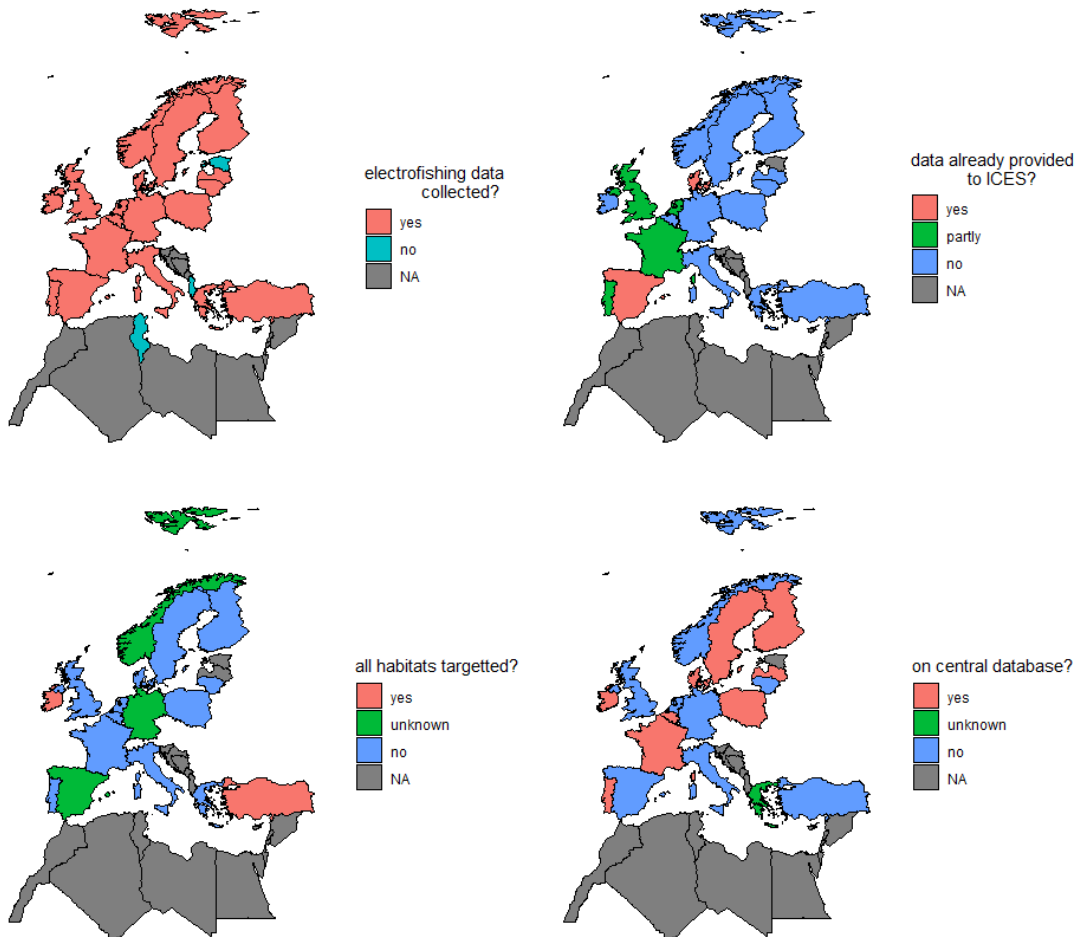 electrofishing data
collected?
yes
no
NA
data already provided
to ICES?
yes
partly
no
NA
all habitats targetted?
yes
unknown
no
NA
on central database?
yes
unknown
no
NA